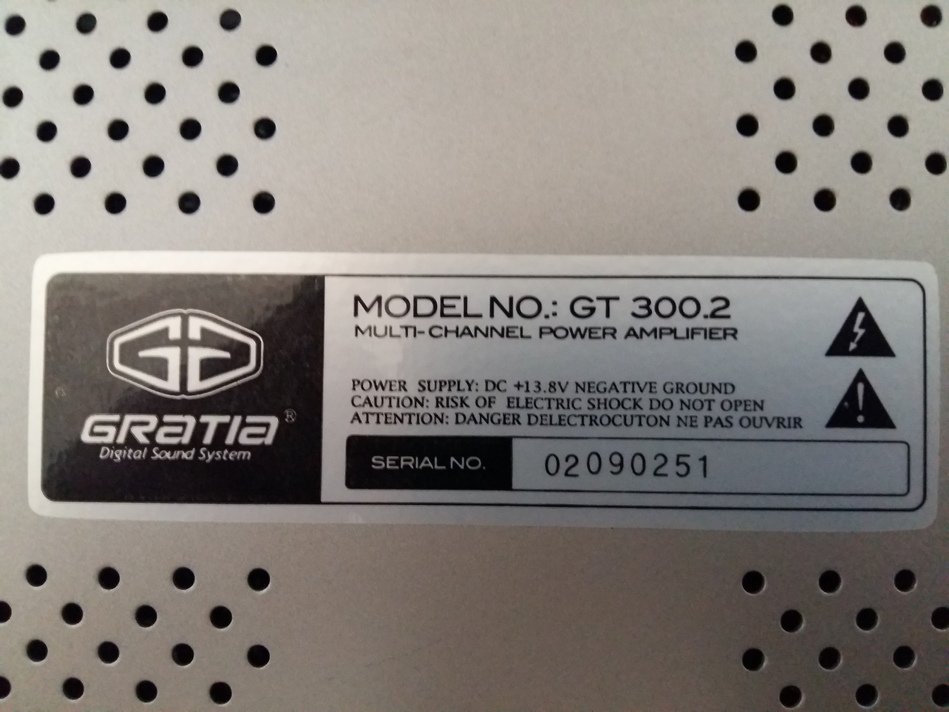 MODEL NO.: GT 300.2
MULTI-CHANNEL POWER AMPLIFIER
POWER SUPPLY: DC +13.8V NEGATIVE GROUND
CAUTION: RISK OF ELECTRIC SHOCK DO NOT OPEN
ATTENTION: DANGER DELECTROCUTON NE PAS OUVRIR
GRATIA®
Digital Sound System
SERIAL NO. 02090251